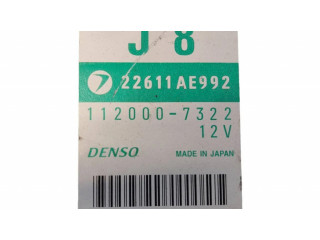 J 8
22611AE992
112000-7322
12V
DENSO MADE IN JAPAN